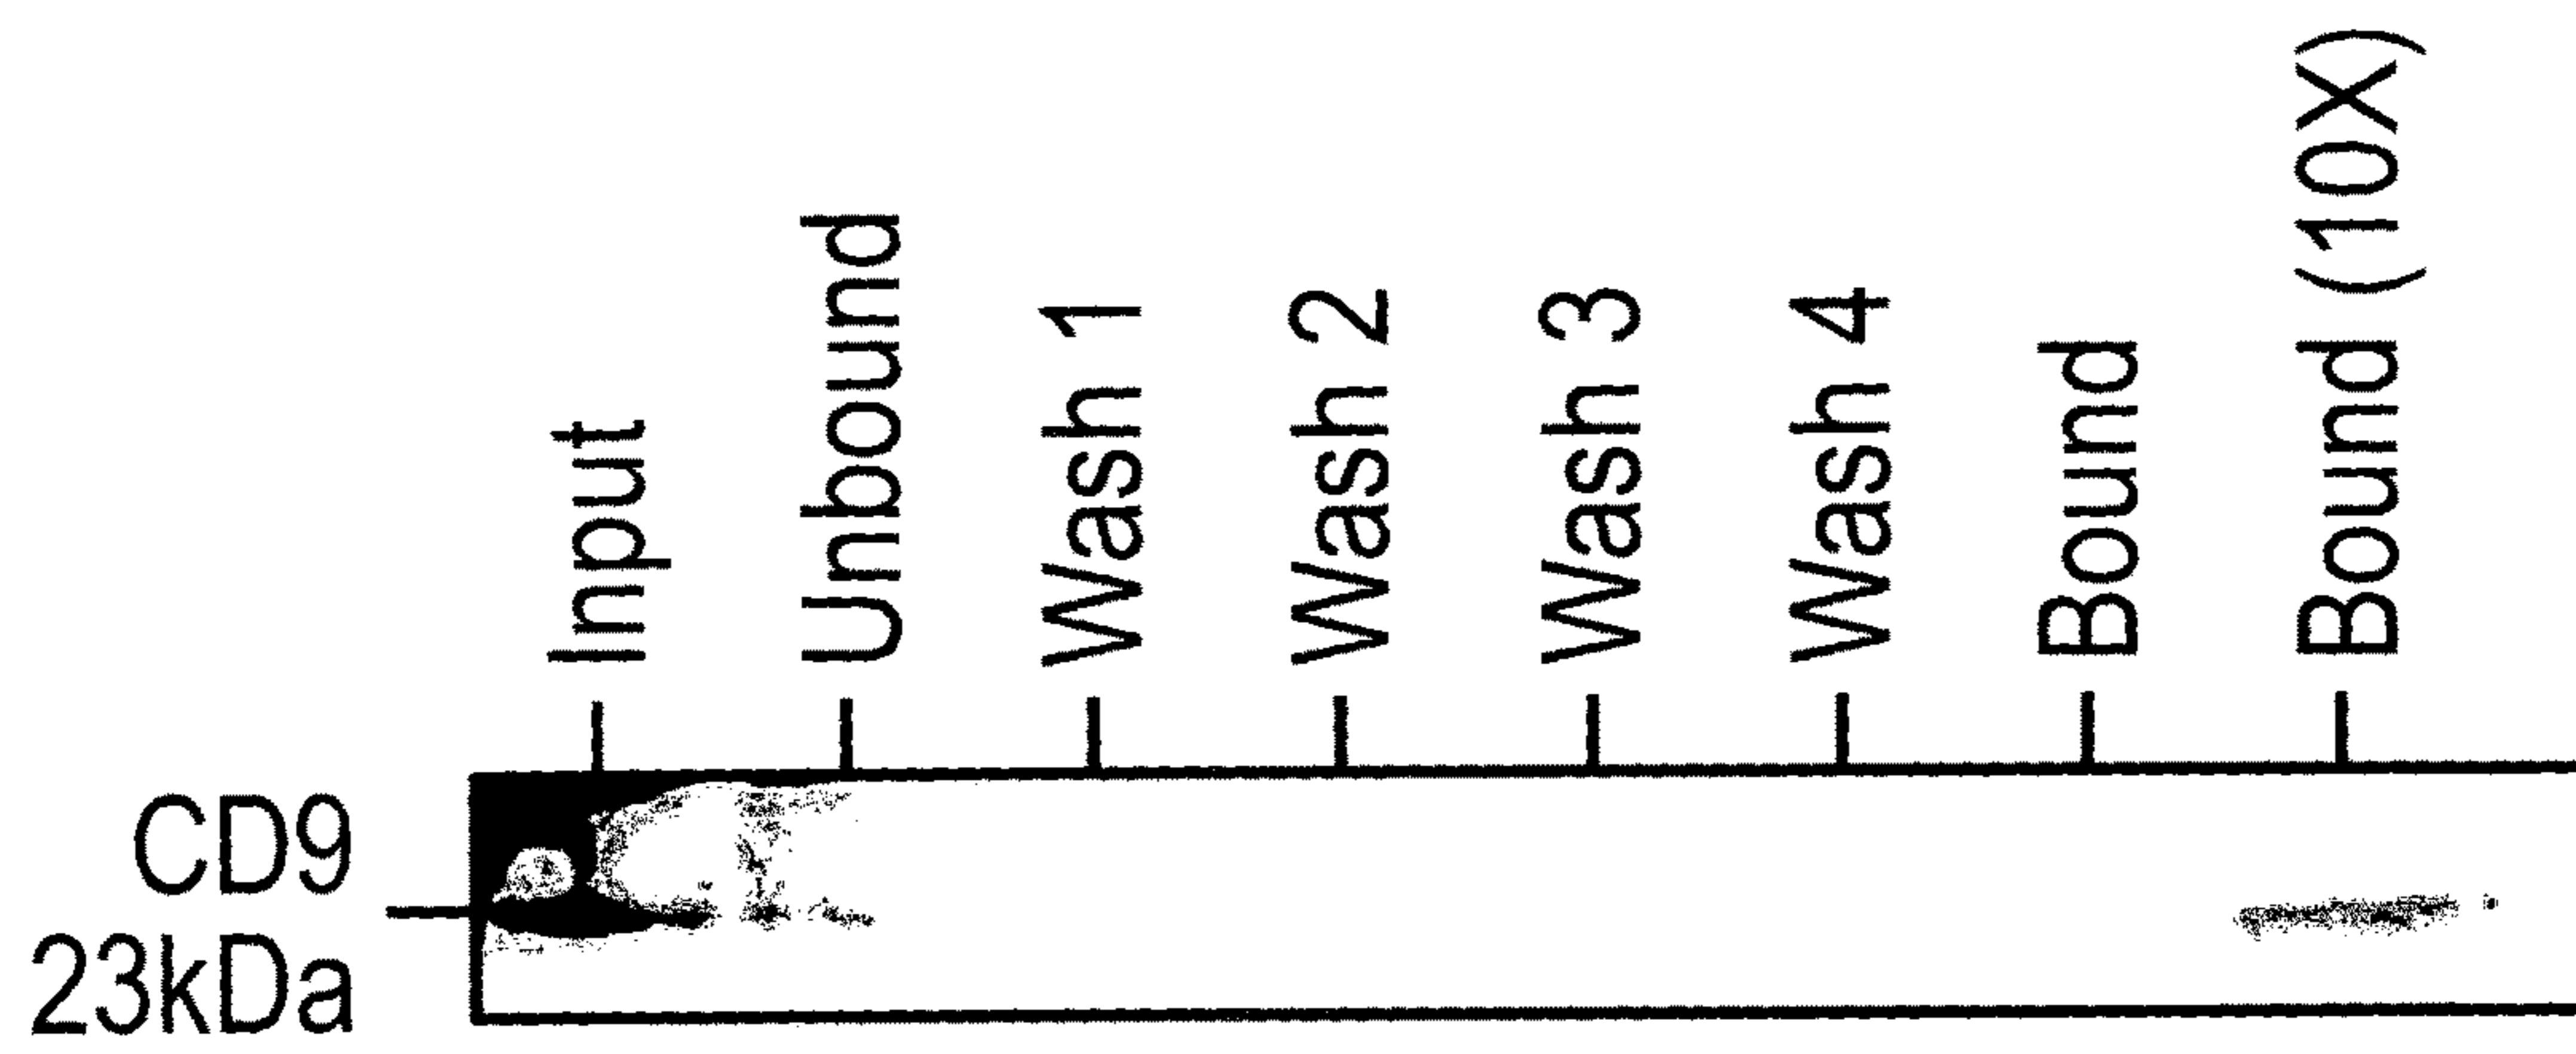 Input
Unbound
Wash 1
Wash 2
Wash 3
Wash 4
Bound
Bound (10X)
CD9
23kDa